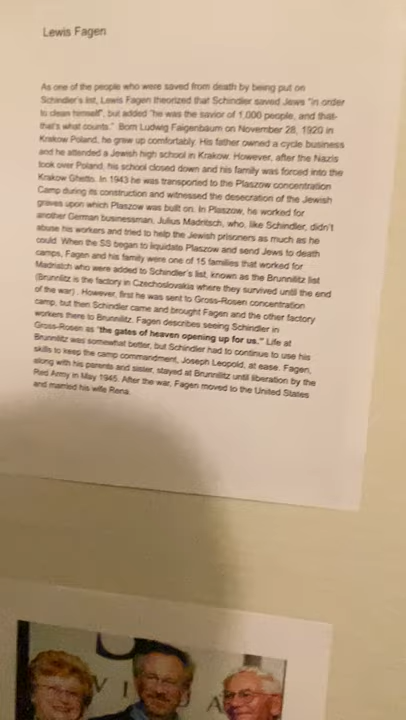 Lewis Fagen
As one of the people who were saved from death by being put on
Schindler's list, Lewis Fagen theorized that Schindler saved Jews "in order
to clean himself", but added "he was the savior of 1,000 people, and that-
that's what counts." Born Ludwig Faigenbaum on November 28, 1920 in
Krakow Poland, he grew up comfortably. His father owned a cycle business
and he attended a Jewish high school in Krakow. However, after the Nazis
took over Poland, his school closed down and his family was forced into the
Krakow Ghetto. In 1943 he was transported to the Plaszow concentration
Camp during its construction and witnessed the desecration of the Jewish
graves upon which Plaszow was built on. In Plaszow, he worked for
another German businessman, Julius Madritsch, who, like Schindler, didn't
abuse his workers and tried to help the Jewish prisoners as much as he
could. When the SS began to liquidate Plaszow and send Jews to death
camps, Fagen and his family were one of 15 families that worked for
Madristch who were added to Schindler's list, known as the Brunnlitz list
(Brunnlitz is the factory in Czechoslovakia where they survived until the end
of the war). However, first he was sent to Gross-Rosen concentration
camp, but then Schindler came and brought Fagen and the other factory
workers there to Brunnlitz. Fagen describes seeing Schindler in
Gross-Rosen as "the gates of heaven opening up for us." Life at
Brunnlitz was somewhat better, but Schindler had to continue to use his
skills to keep the camp commandment, Joseph Leopold, at ease. Fagen,
along with his parents and sister, stayed at Brunnlitz until liberation by the
Red Army in May 1945. After the war, Fagen moved to the United States
and married his wife Rena.
V I A